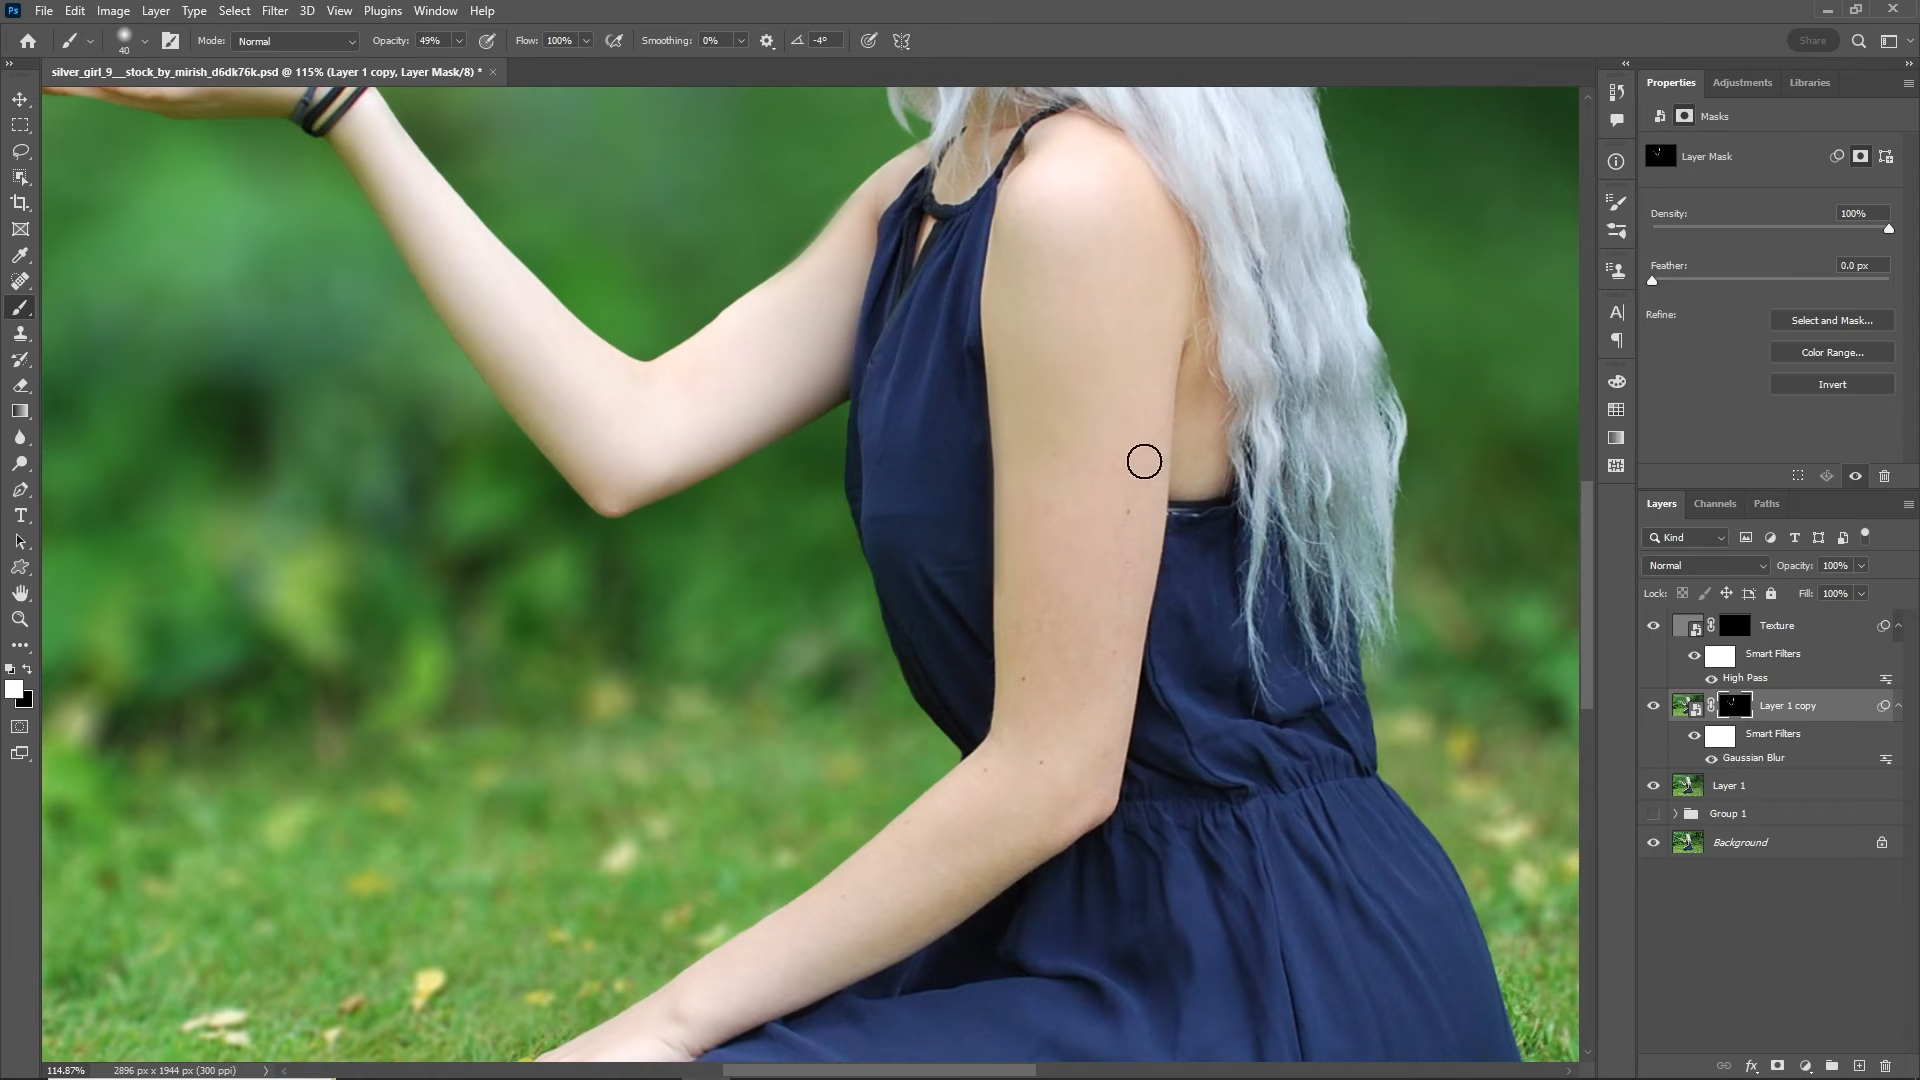 Ps File Edit Image Layer Type Select Filter 3D View Plugins Window Help
40 Mode: Normal Opacity: 49% Flow: 100% Smoothing: 0% -4° Share
silver_girl_9__stock_by_mirish_d6dk76k.psd @ 115% (Layer 1 copy, Layer Mask/8) *
Properties Adjustments Libraries
Masks
Layer Mask
Density: 100%
Feather: 0.0 px
Refine: Select and Mask...
Color Range...
Invert
Layers Channels Paths
Kind
Normal Opacity: 100%
Lock: Fill: 100%
Texture
Smart Filters
High Pass
Layer 1 copy
Smart Filters
Gaussian Blur
Layer 1
Group 1
Background
114.87% 2896 px x 1944 px (300 ppi)